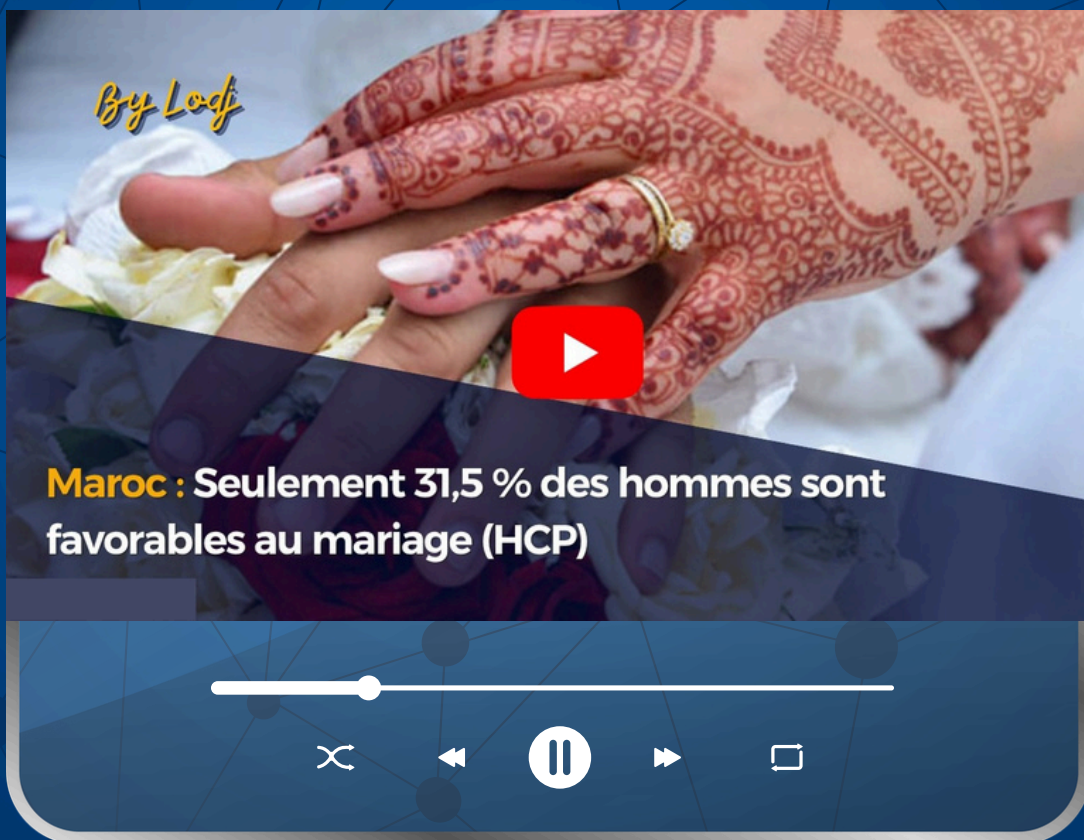 By Lodj
Maroc : Seulement 31,5 % des hommes sont
favorables au mariage (HCP)